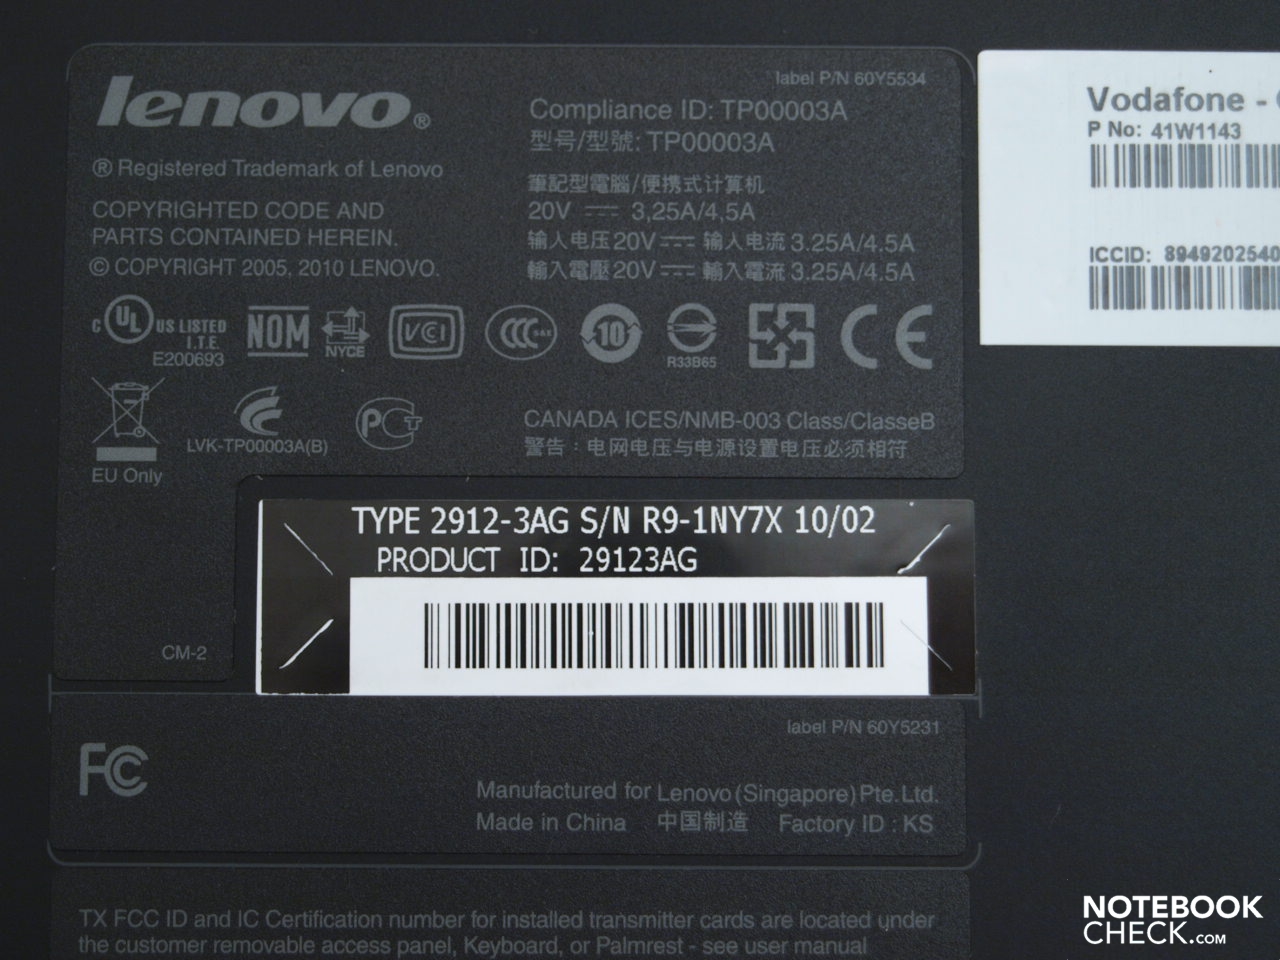 label P/N 60Y5534
lenovo®
Compliance ID: TP00003A
型号/型號: TP00003A
® Registered Trademark of Lenovo
筆記型電腦/便携式计算机
COPYRIGHTED CODE AND
PARTS CONTAINED HEREIN.
© COPYRIGHT 2005, 2010 LENOVO.
20V ⎓ 3,25A/4,5A
输入电压20V⎓ 输入电流 3.25A/4.5A
輸入電壓20V⎓ 輸入電流 3.25A/4.5A
C UL US LISTED
I.T.E.
E200693
NOM
NYCE
VCI
CCC S&E
10
R33B65
CE
EU Only
LVK-TP00003A(B)
PCT
CANADA ICES/NMB-003 Class/ClasseB
警告：电网电压与电源设置电压必须相符
TYPE 2912-3AG S/N R9-1NY7X 10/02
PRODUCT ID: 29123AG
CM-2
label P/N 60Y5231
FC
Manufactured for Lenovo (Singapore) Pte. Ltd.
Made in China 中国制造 Factory ID : KS
TX FCC ID and IC Certification number for installed transmitter cards are located under
the customer removable access panel, Keyboard, or Palmrest - see user manual
Vodafone -
P No: 41W1143
ICCID: 8949202540
NOTEBOOK
CHECK.COM